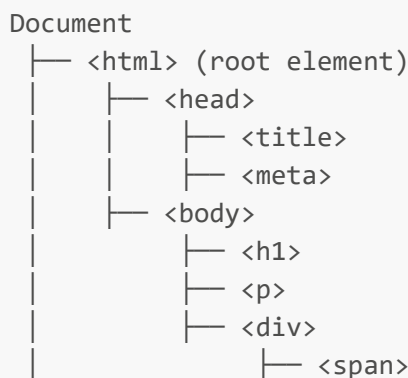 Document
├── <html> (root element)
│   ├── <head>
│   │   ├── <title>
│   │   ├── <meta>
│   ├── <body>
│       ├── <h1>
│       ├── <p>
│       ├── <div>
│           ├── <span>